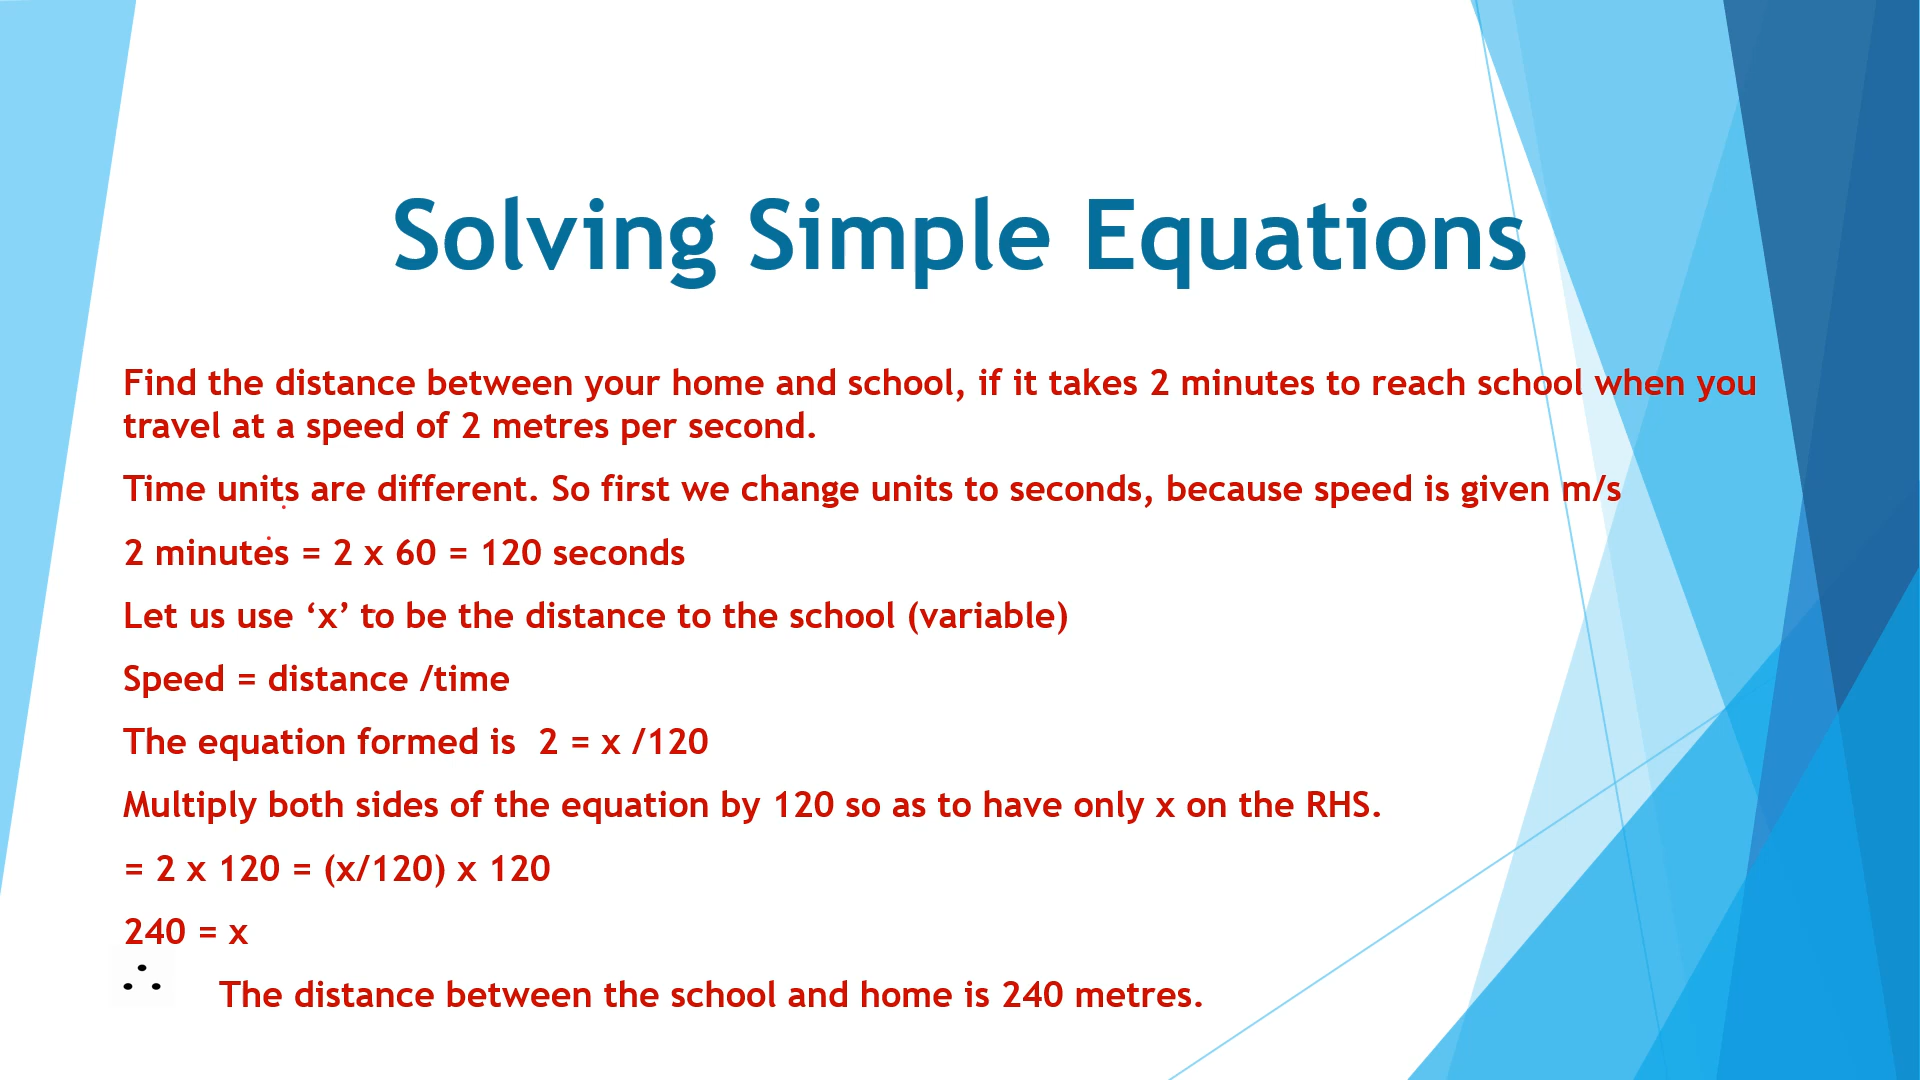 Solving Simple Equations
Find the distance between your home and school, if it takes 2 minutes to reach school when you
travel at a speed of 2 metres per second.
Time units are different. So first we change units to seconds, because speed is given m/s
2 minutes = 2 x 60 = 120 seconds
Let us use ‘x’ to be the distance to the school (variable)
Speed = distance /time
The equation formed is  2 = x /120
Multiply both sides of the equation by 120 so as to have only x on the RHS.
= 2 x 120 = (x/120) x 120
240 = x
∴ The distance between the school and home is 240 metres.